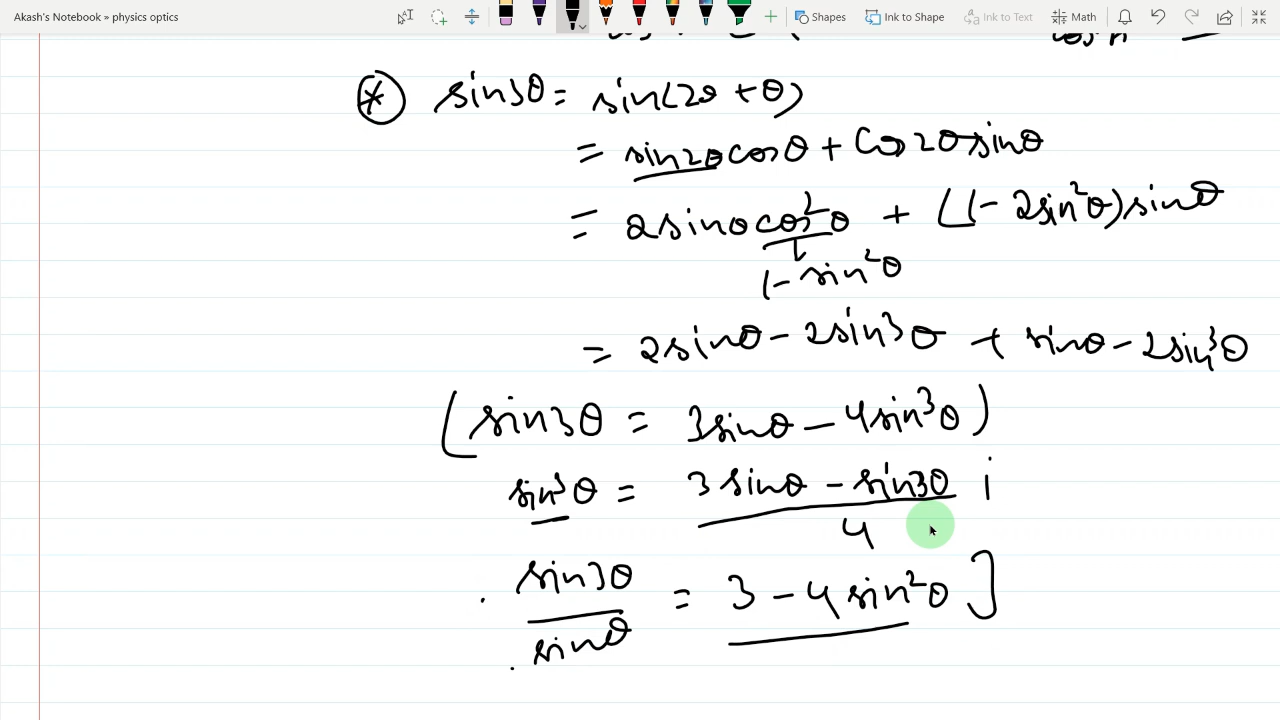 Akash's Notebook » physics optics
Shapes Ink to Shape Ink to Text Math
* sin3θ = sin(2θ + θ)
= sin2θcosθ + cos2θsinθ
= 2sinθcos²θ + (1 - 2sin²θ)sinθ
1 - sin²θ
= 2sinθ - 2sin³θ + sinθ - 2sin³θ
(sin3θ = 3sinθ - 4sin³θ)
sin³θ = 3sinθ - sin3θ i
4
. sin3θ = 3 - 4sin²θ ]
. sinθ